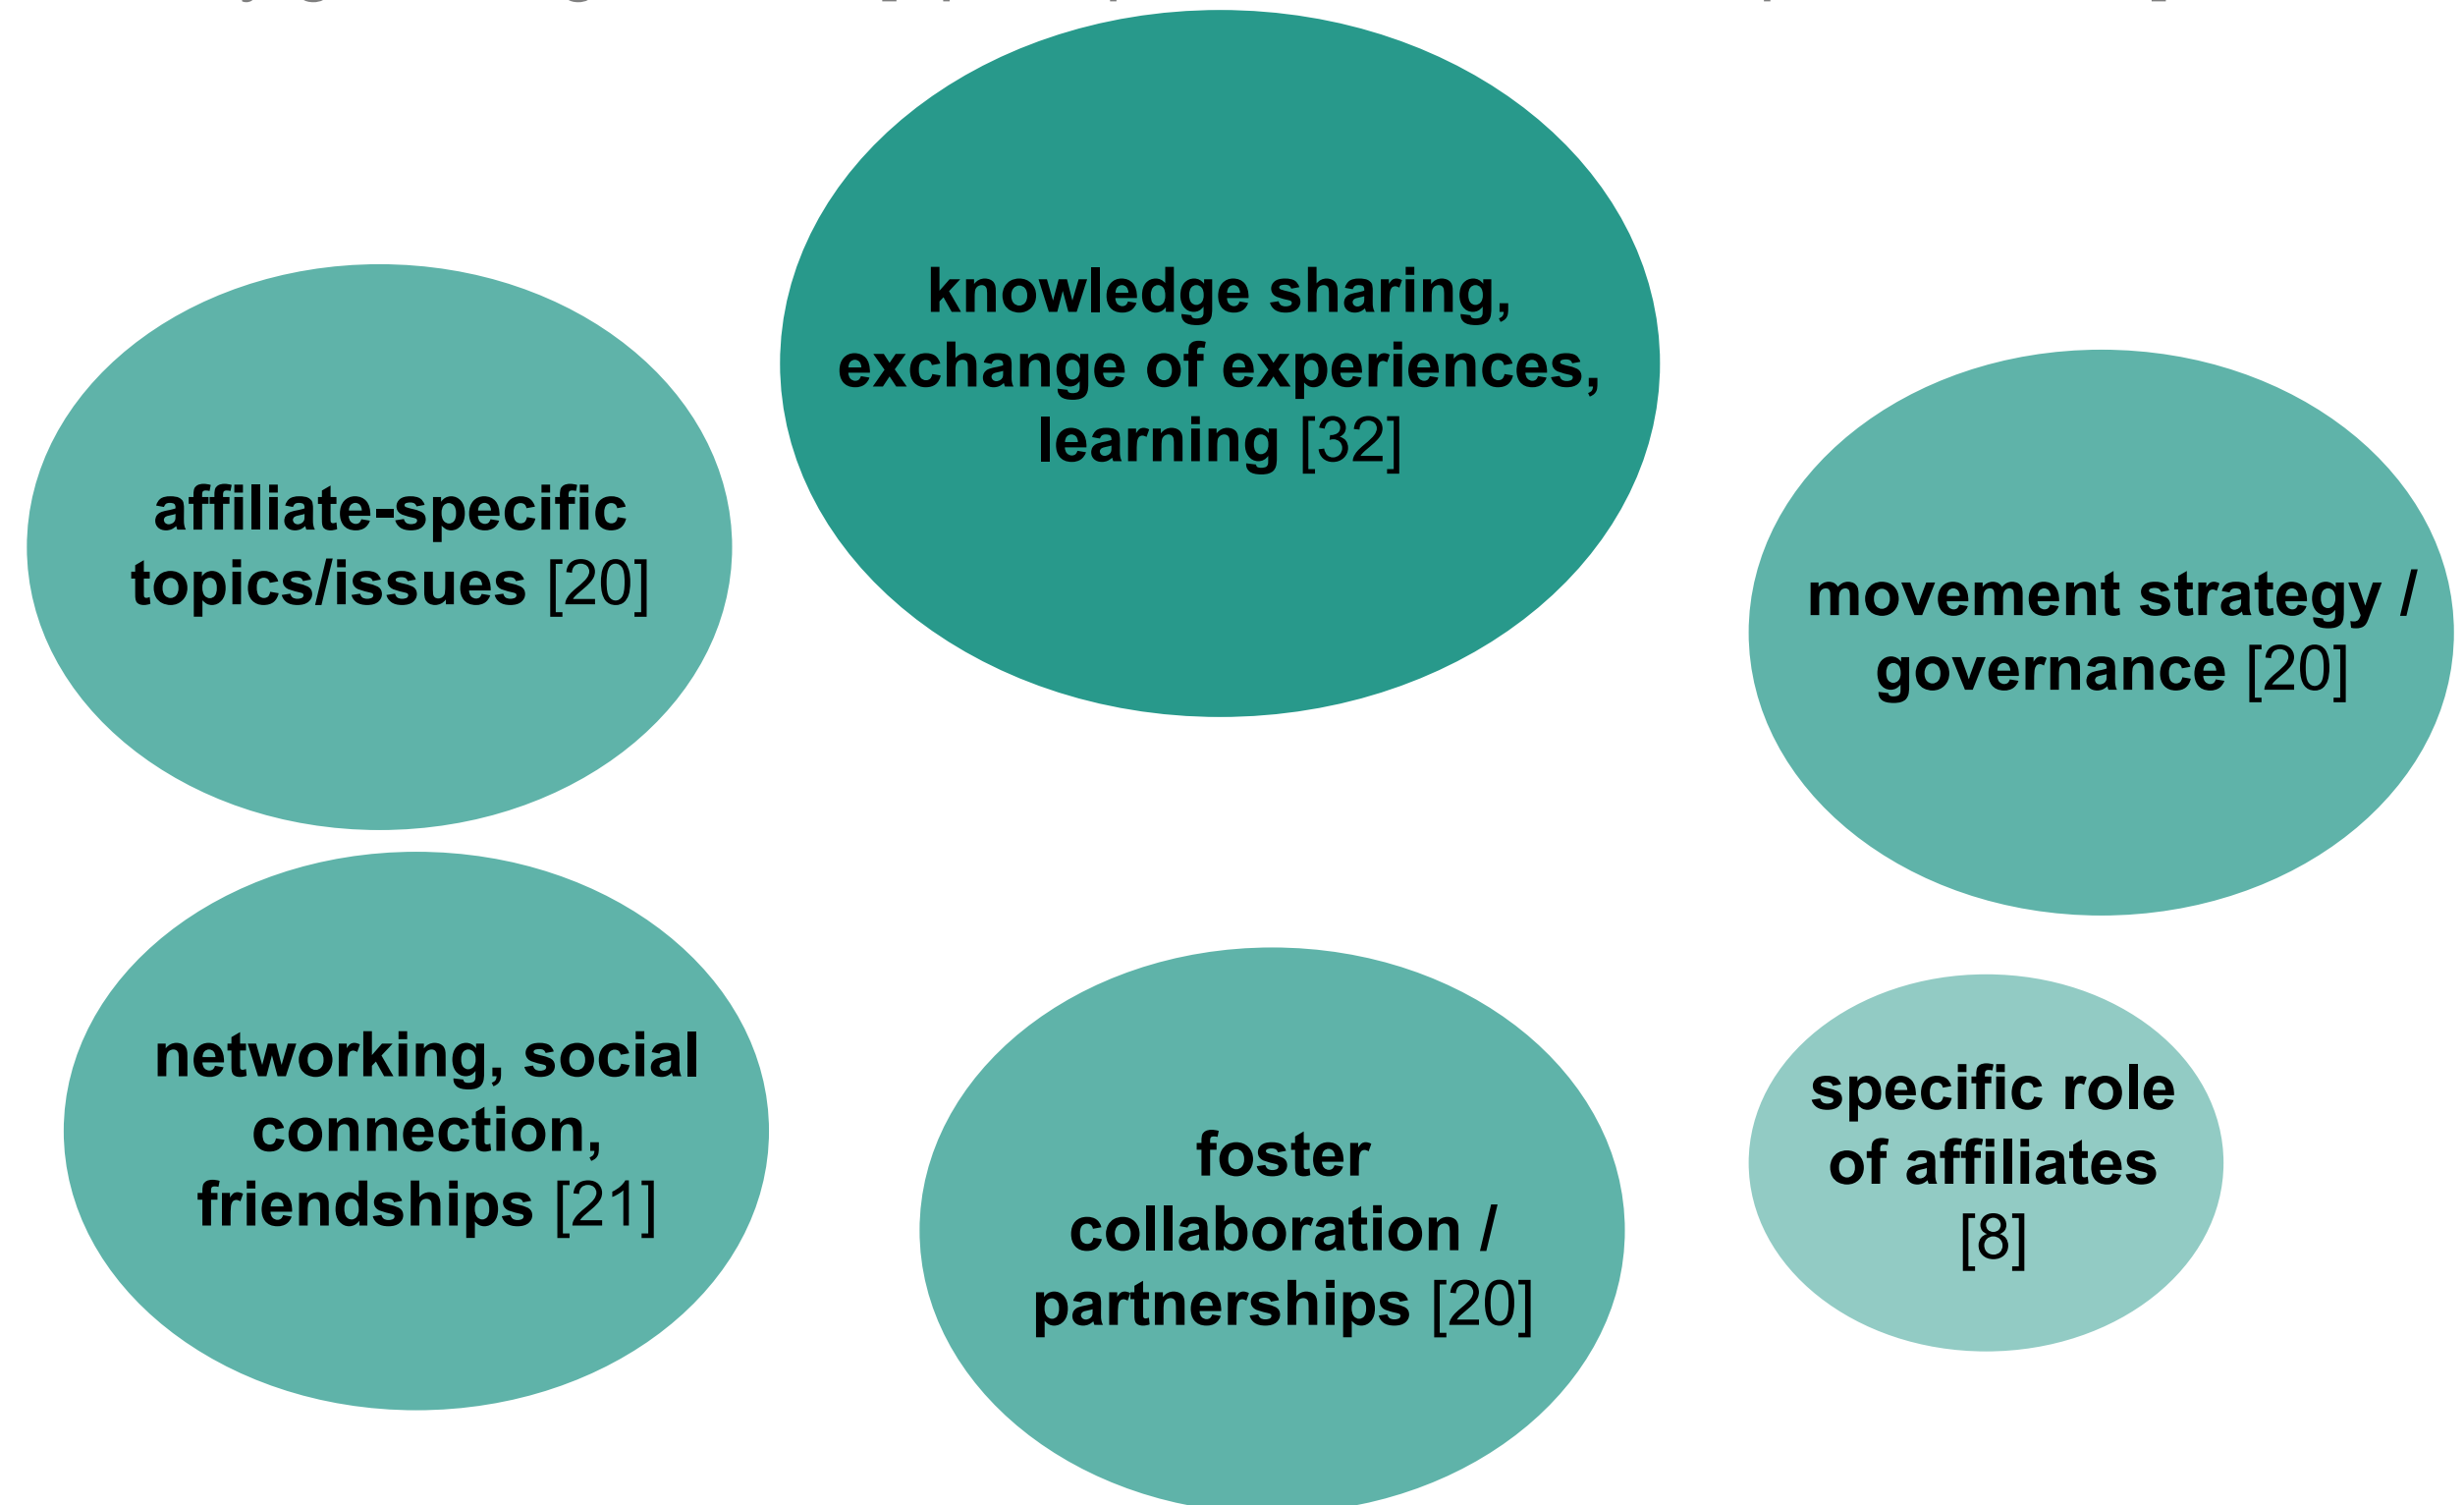 knowledge sharing,
exchange of experiences,
learning [32]
affiliate-specific
topics/issues [20]
movement strategy /
governance [20]
networking, social
connection,
friendships [21]
foster
collaboration /
partnerships [20]
specific role
of affiliates
[8]